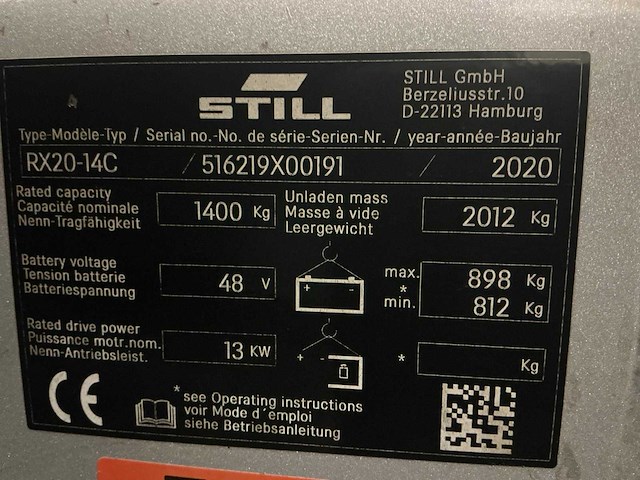 STILL
STILL GmbH
Berzeliusstr.10
D-22113 Hamburg
Type-Modèle-Typ / Serial no.-No. de série-Serien-Nr. / year-année-Baujahr
RX20-14C / 516219X00191 / 2020
Rated capacity
Capacité nominale
Nenn-Tragfähigkeit
1400 Kg
Unladen mass
Masse à vide
Leergewicht
2012 Kg
Battery voltage
Tension batterie
Batteriespannung
48 V
+ -
max. 898 Kg
*
min. 812 Kg
Rated drive power
Puissance motr.nom.
Nenn-Antriebsleist.
13 KW
+ -
* Kg
CE
*see Operating instructions
voir Mode d´emploi
siehe Betriebsanleitung